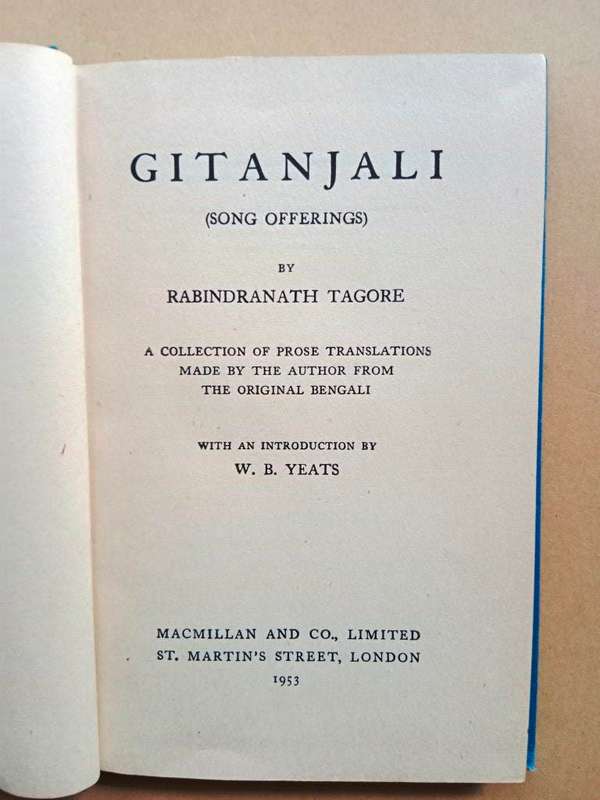 GITANJALI
(SONG OFFERINGS)
BY
RABINDRANATH TAGORE
A COLLECTION OF PROSE TRANSLATIONS
MADE BY THE AUTHOR FROM
THE ORIGINAL BENGALI
WITH AN INTRODUCTION BY
W. B. YEATS
MACMILLAN AND CO., LIMITED
ST. MARTIN'S STREET, LONDON
1953